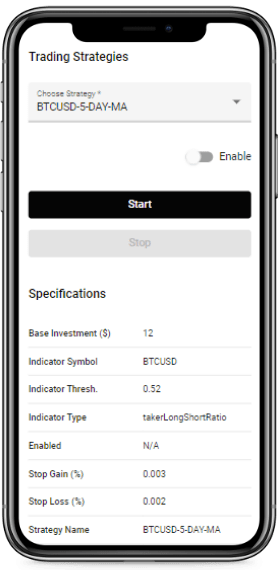 Trading Strategies
Choose Strategy *
BTCUSD-5-DAY-MA
Enable
Start
Stop
Specifications
Base Investment ($) 12
Indicator Symbol BTCUSD
Indicator Thresh. 0.52
Indicator Type takerLongShortRatio
Enabled N/A
Stop Gain (%) 0.003
Stop Loss (%) 0.002
Strategy Name BTCUSD-5-DAY-MA